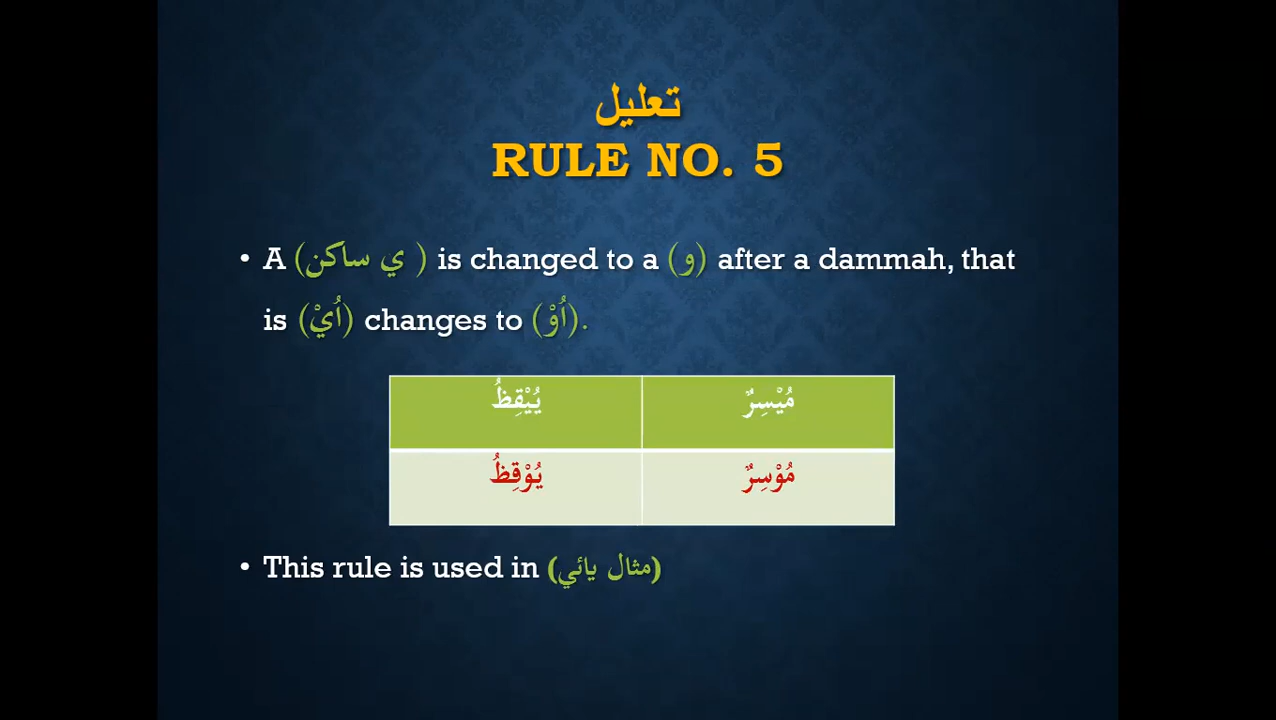 تعليل
RULE NO. 5
• A (ي ساكن ) is changed to a (و) after a dammah, that
is (اُيْ) changes to (اُوْ).
مُيْسِرٌ يُيْقِظُ
مُوْسِرٌ يُوْقِظُ
• This rule is used in (مثال يائي)